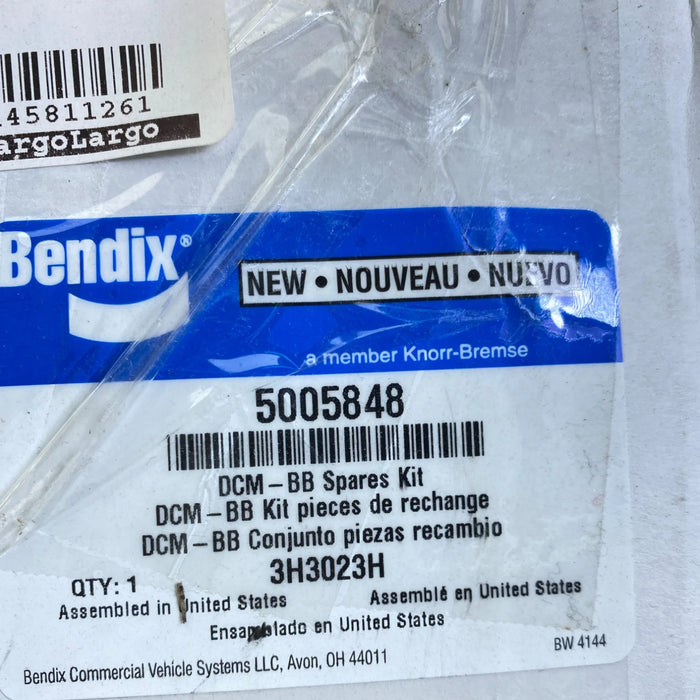 45811261
argoLargo
Bendix®
NEW • NOUVEAU • NUEVO
a member Knorr-Bremse
5005848
DCM-BB Spares Kit
DCM-BB Kit pieces de rechange
DCM-BB Conjunto piezas recambio
3H3023H
QTY: 1
Assembled in United States
Assemblé en United States
Ensamblado en United States
BW 4144
Bendix Commercial Vehicle Systems LLC, Avon, OH 44011